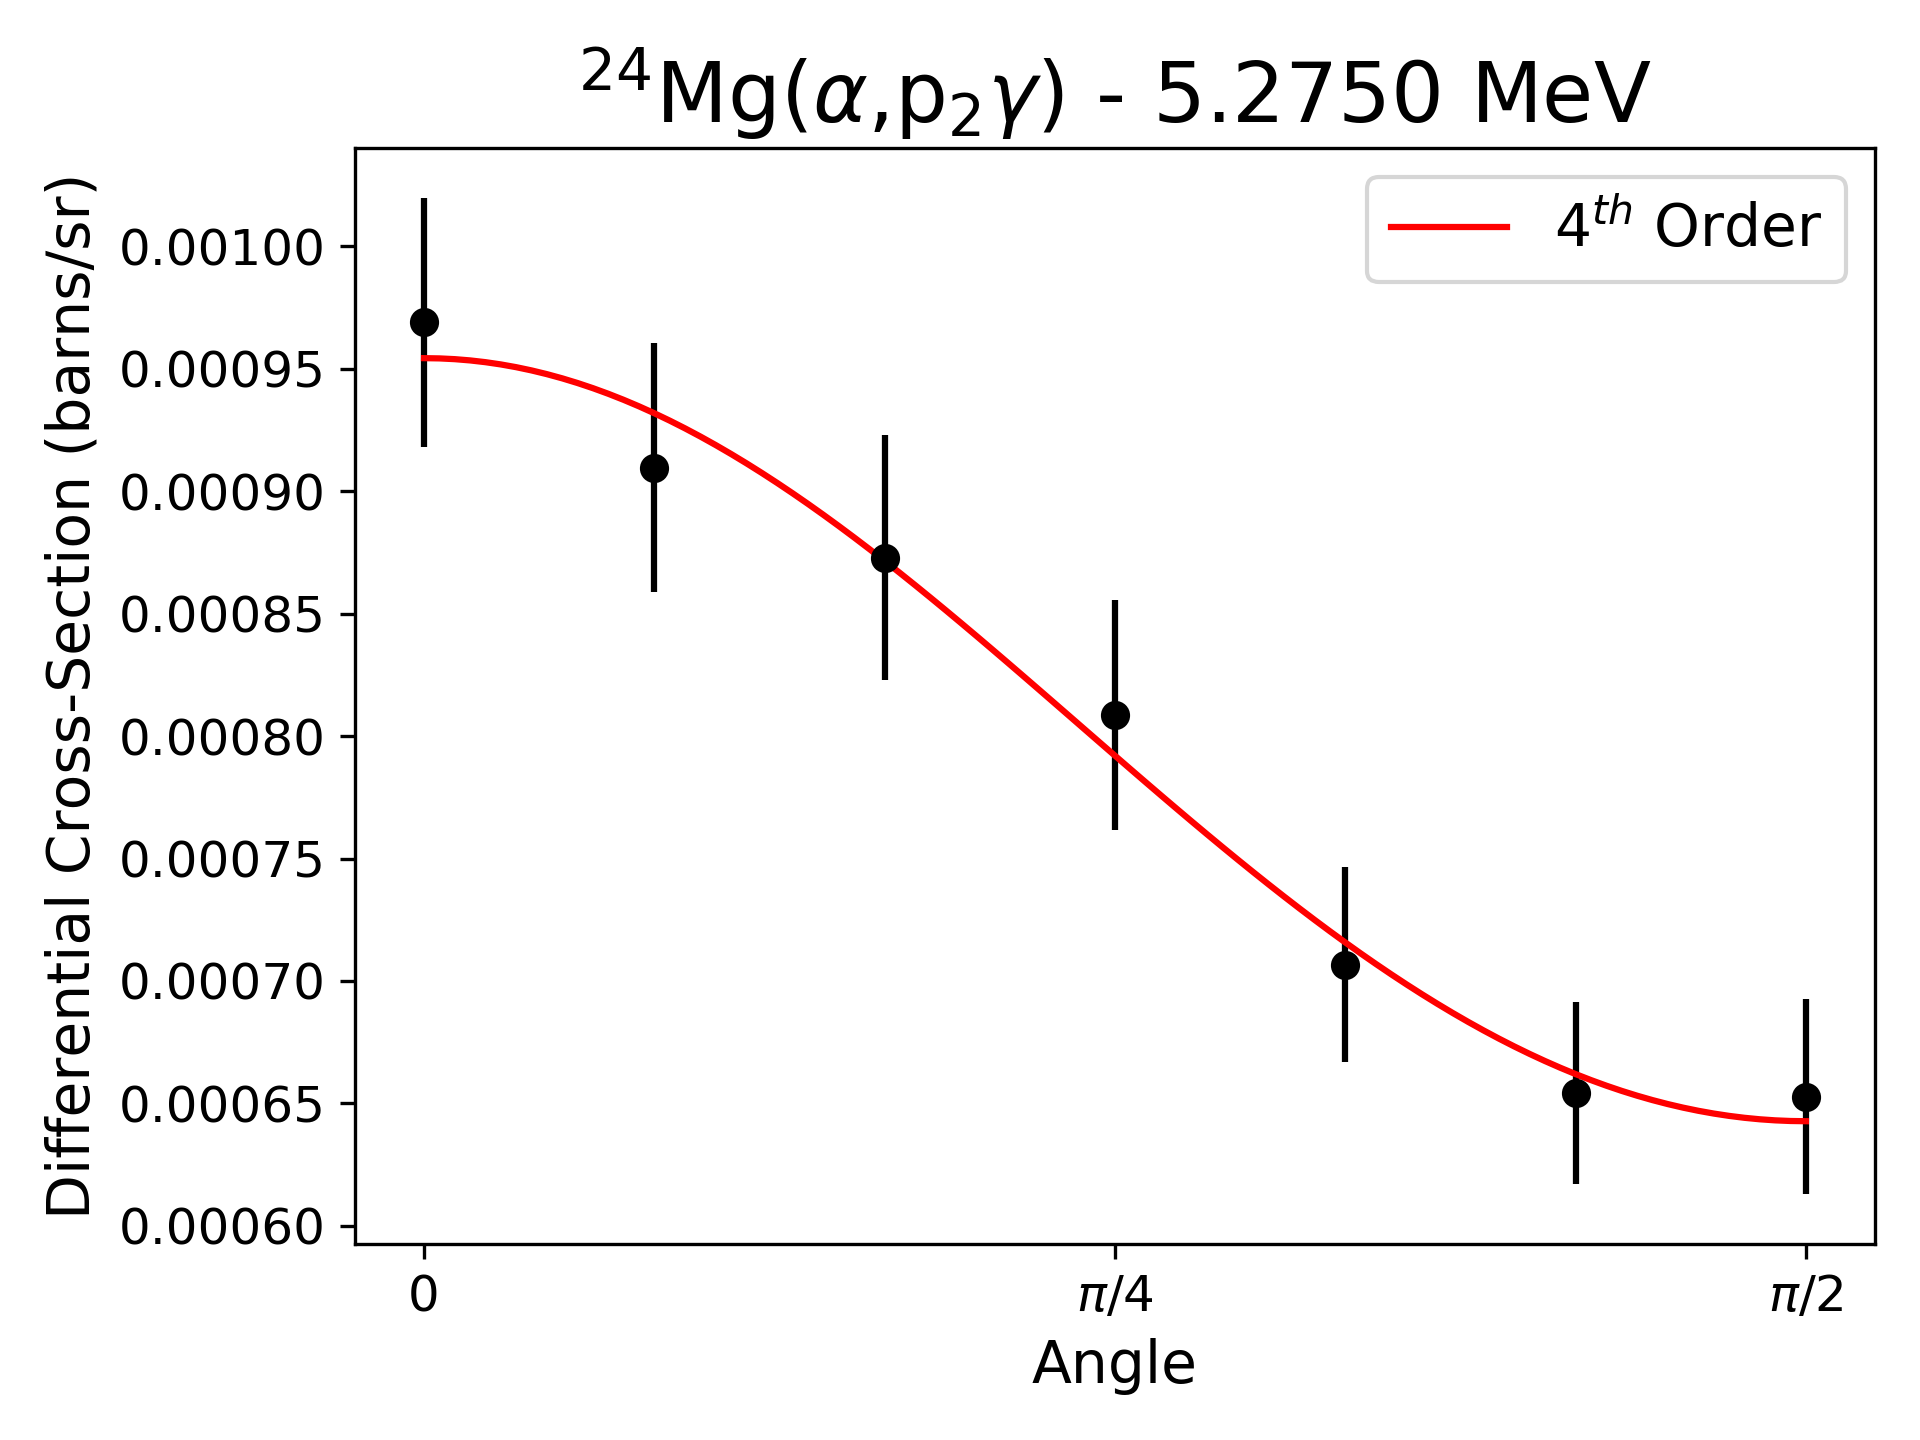 ²⁴Mg(α,p₂γ) - 5.2750 MeV
4ᵗʰ Order
Differential Cross-Section (barns/sr)
0.00100
0.00095
0.00090
0.00085
0.00080
0.00075
0.00070
0.00065
0.00060
0 π/4 π/2
Angle